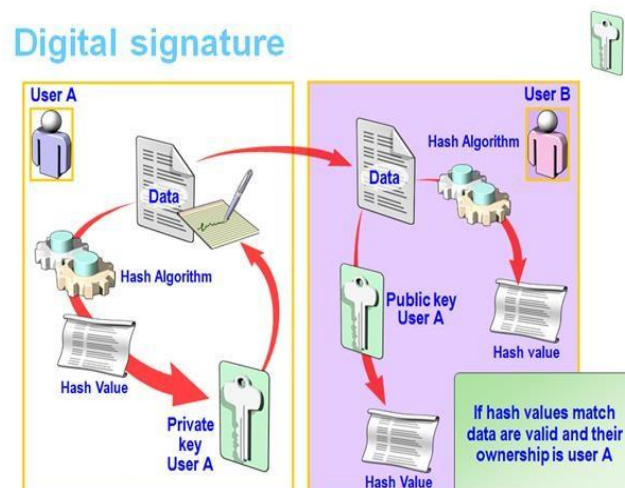 Digital signature
User A
Data
Hash Algorithm
Hash Value
Private
key
User A
User B
Hash Algorithm
Data
Public key
User A
Hash value
Hash Value
If hash values match
data are valid and their
ownership is user A